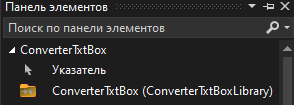 Панель элементов
Поиск по панели элементов
ConverterTxtBox
Указатель
ConverterTxtBox (ConverterTxtBoxLibrary)